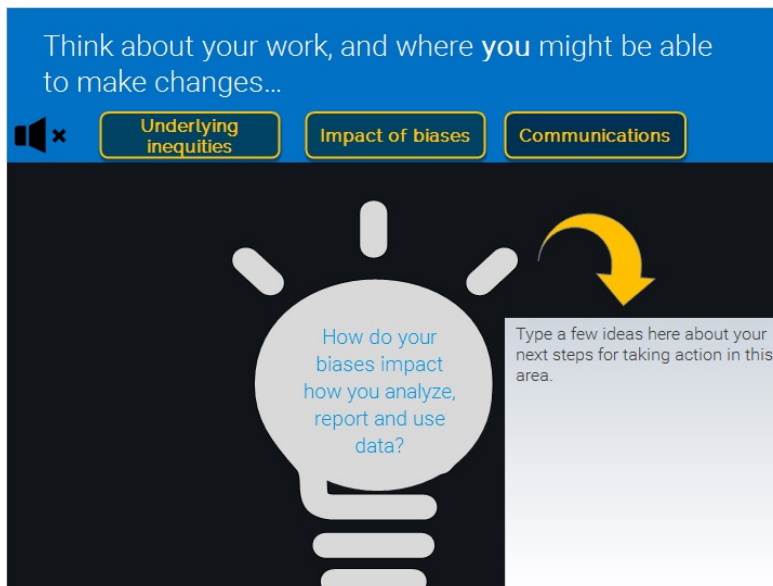 Think about your work, and where you might be able
to make changes...
Underlying
inequities
Impact of biases
Communications
How do your
biases impact
how you analyze,
report and use
data?
Type a few ideas here about your
next steps for taking action in this
area.